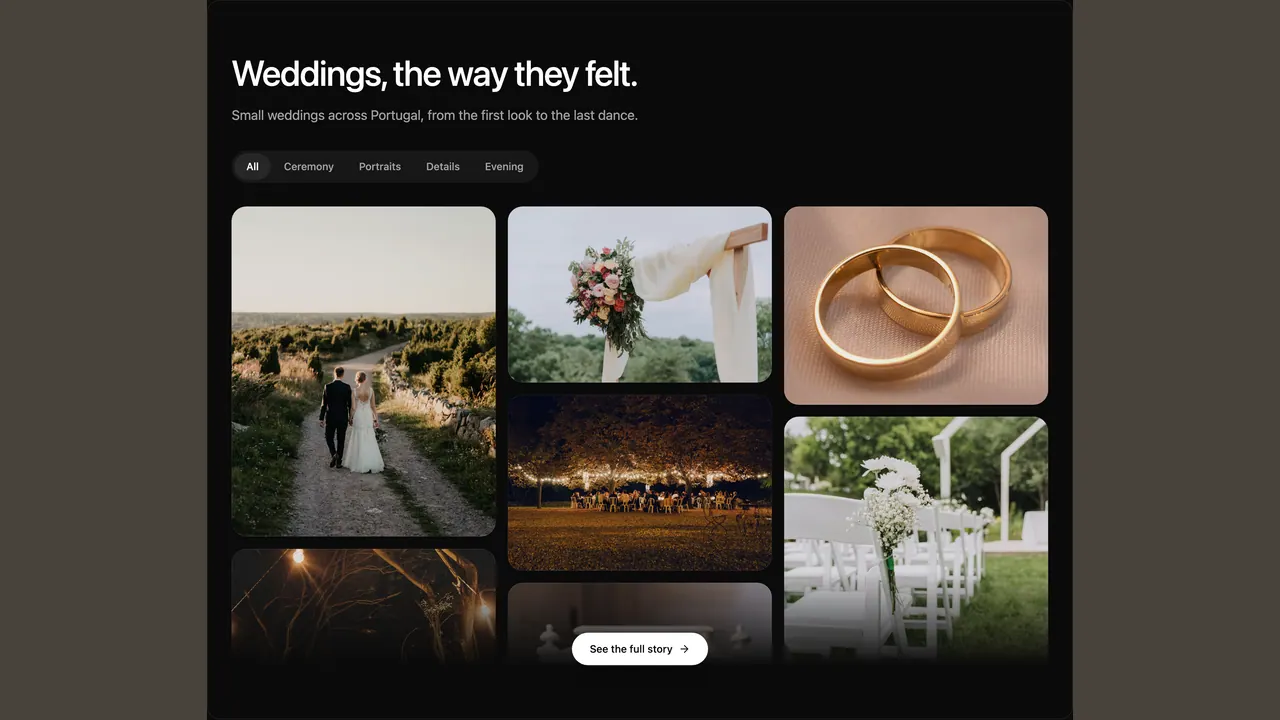 Weddings, the way they felt.
Small weddings across Portugal, from the first look to the last dance.
All Ceremony Portraits Details Evening
See the full story →